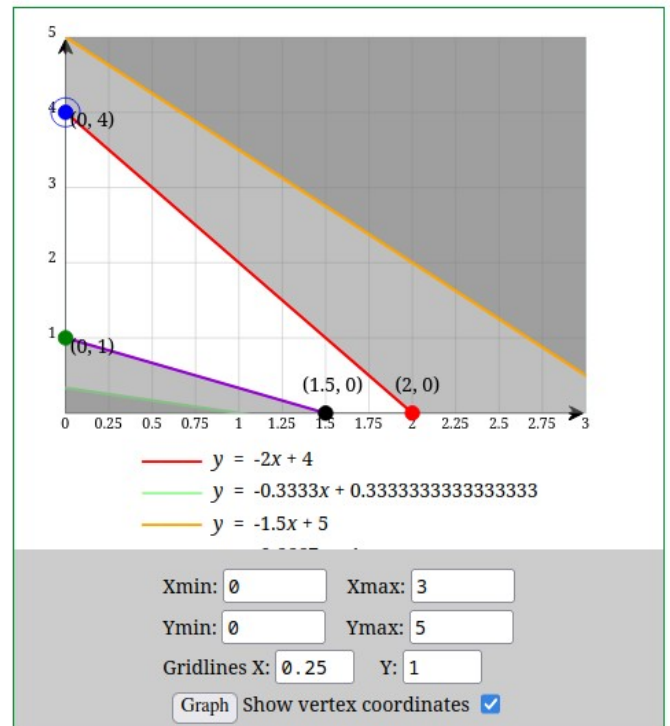 5
4
(0, 4)
3
2
1
(0, 1)
(1.5, 0) (2, 0)
0 0.25 0.5 0.75 1 1.25 1.5 1.75 2 2.25 2.5 2.75 3
y = -2x + 4
y = -0.3333x + 0.3333333333333333
y = -1.5x + 5
Xmin: 0 Xmax: 3
Ymin: 0 Ymax: 5
Gridlines X: 0.25 Y: 1
Graph Show vertex coordinates